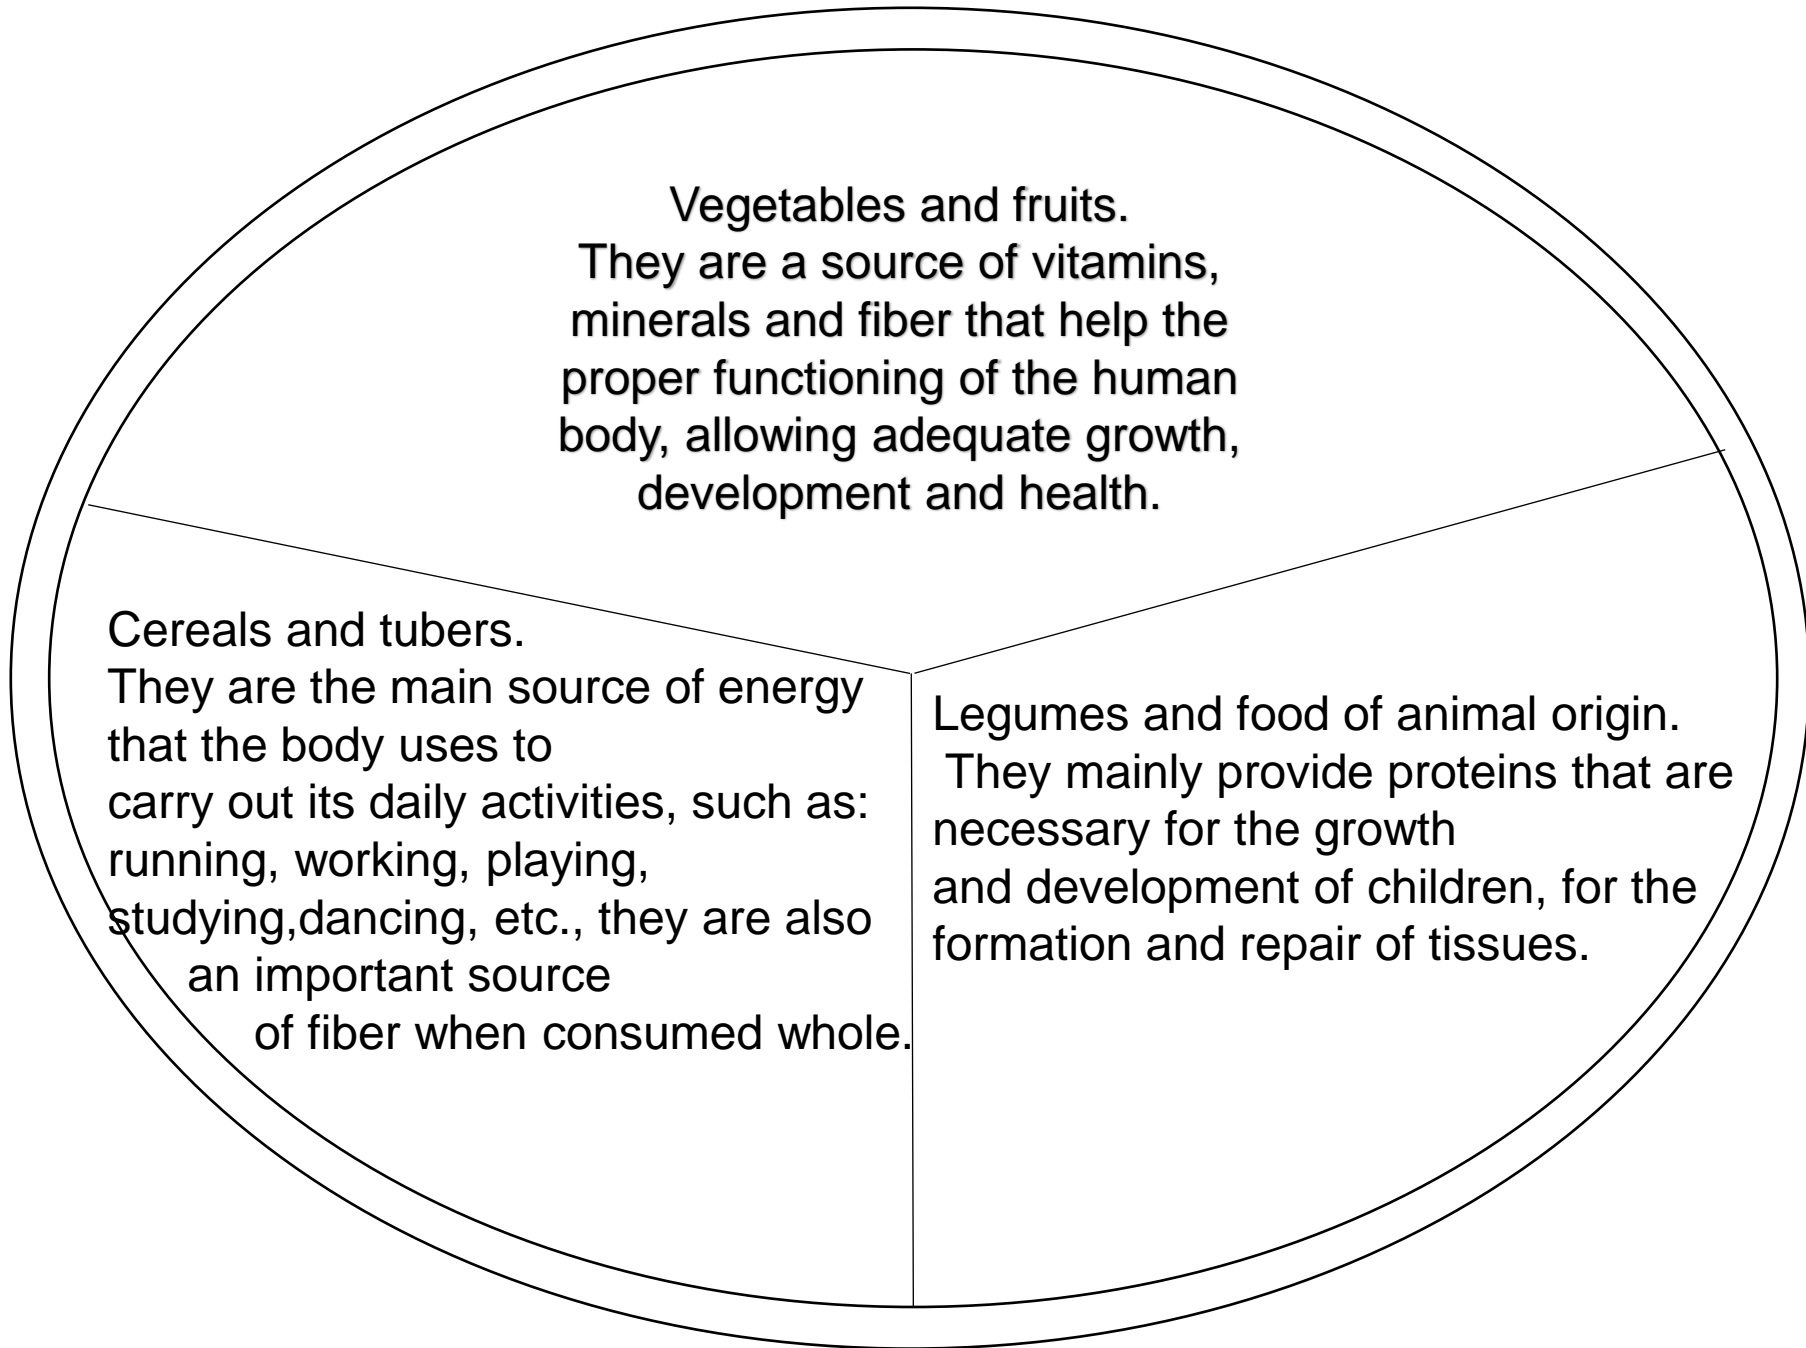 Vegetables and fruits.
They are a source of vitamins,
minerals and fiber that help the
proper functioning of the human
body, allowing adequate growth,
development and health.
Cereals and tubers.
They are the main source of energy
that the body uses to
carry out its daily activities, such as:
running, working, playing,
studying,dancing, etc., they are also
an important source
of fiber when consumed whole.
Legumes and food of animal origin.
They mainly provide proteins that are
necessary for the growth
and development of children, for the
formation and repair of tissues.